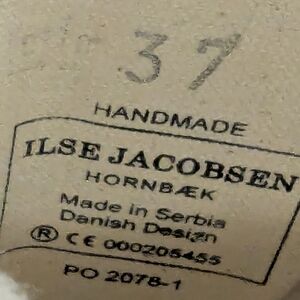 37
HANDMADE
ILSE JACOBSEN
HORNBÆK
Made in Serbia
Danish Design
® CE 000205455
PO 2078-1